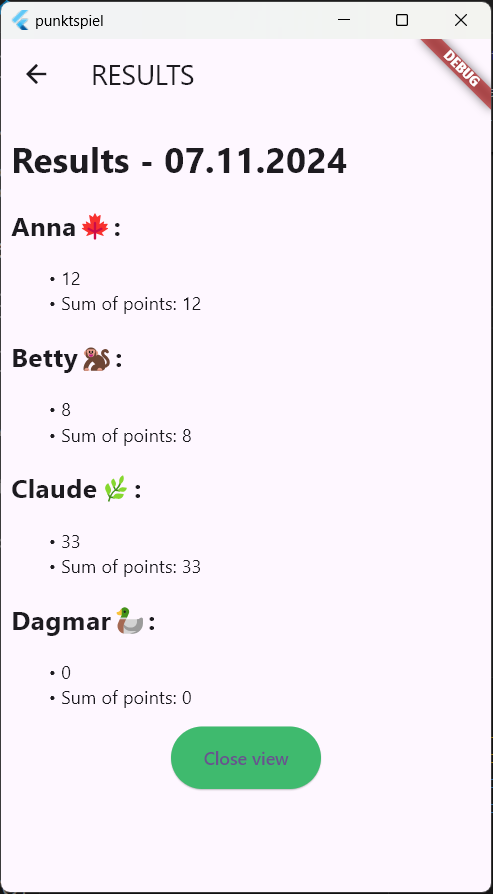 punktspiel
DEBUG
RESULTS
Results - 07.11.2024
Anna 🍁 :
• 12
• Sum of points: 12
Betty 🐒 :
• 8
• Sum of points: 8
Claude 🌿 :
• 33
• Sum of points: 33
Dagmar 🦆 :
• 0
• Sum of points: 0
Close view